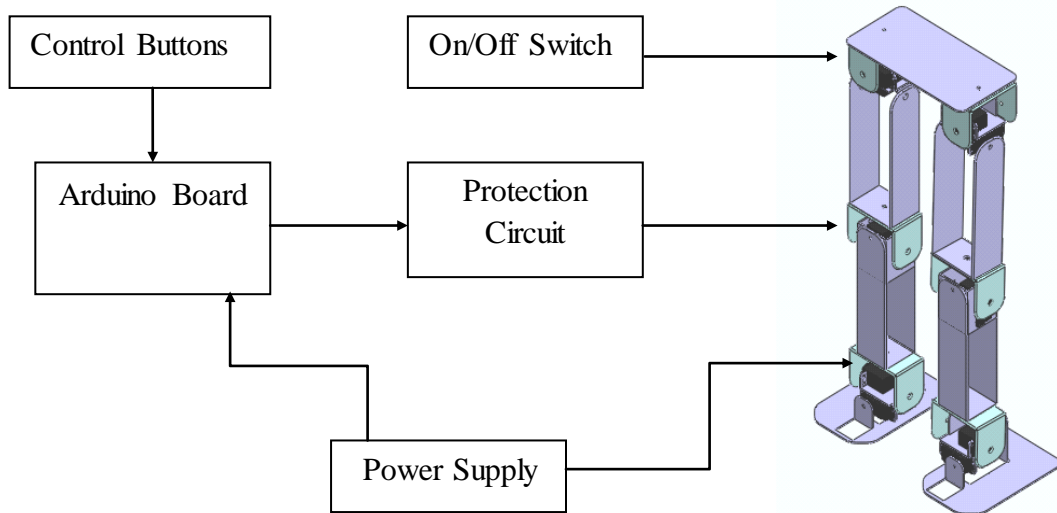 Control Buttons
On/Off Switch
Arduino Board
Protection
Circuit
Power Supply